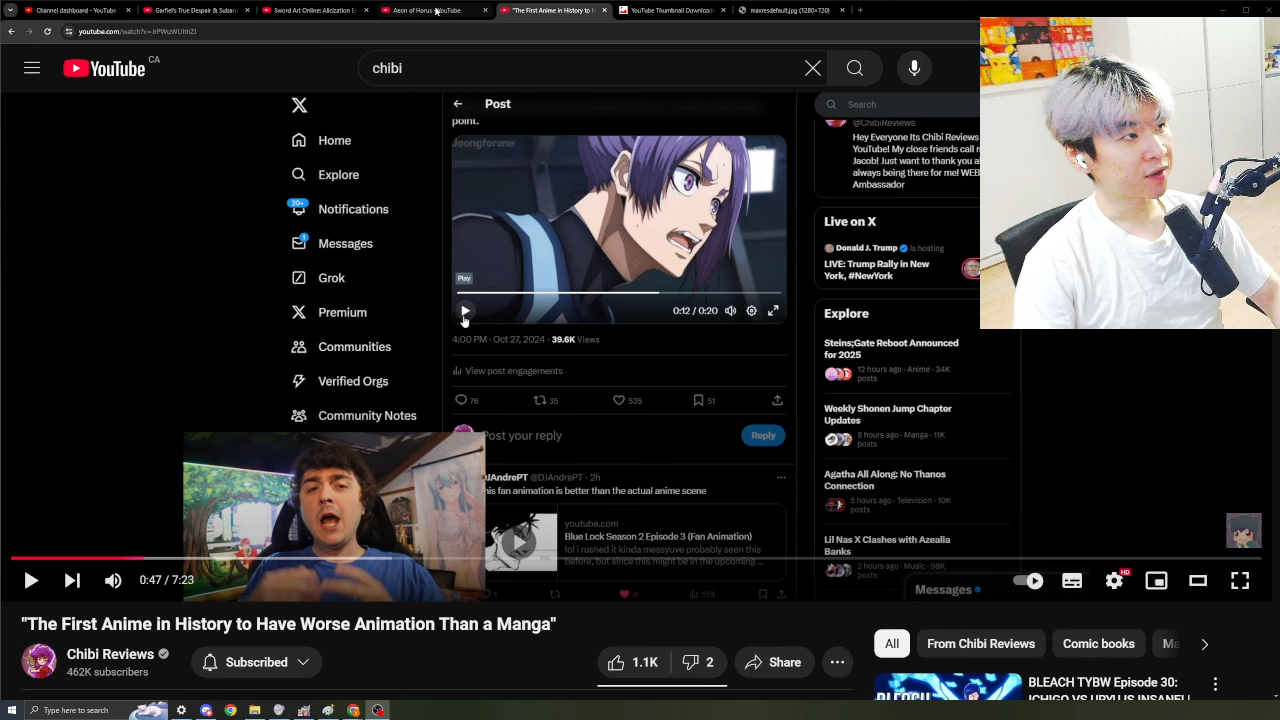 Channel dashboard - YouTube S
Garfiel's True Despair & Subaru
Sword Art Online: Alicization E
Aeon of Horus - YouTube
"The First Anime in History to H
YouTube Thumbnail Download
maxresdefault.jpg (1280×720)
YouTube CA
chibi
Post
Search
point.
Joongforone
@ChibiReviews
Hey Everyone Its Chibi Reviews
YouTube! My close friends call m
Jacob! Just want to thank you a
always being there for me! WEB
Ambassador
Home
Explore
20+
Notifications
1
Messages
Grok
Premium
Communities
Verified Orgs
Community Notes
Play
0:12 / 0:20
4:00 PM · Oct 27, 2024 · 39.6K Views
View post engagements
76
35
535
51
Post your reply
Reply
DJAndrePT @DJAndrePT · 2h
his fan animation is better than the actual anime scene
youtube.com
Blue Lock Season 2 Episode 3 (Fan Animation)
lol i rushed it kinda messyuve probably seen this
before, but since this might be in the upcoming ...
1
4
558
Live on X
Donald J. Trump is hosting
LIVE: Trump Rally in New
York, #NewYork
Explore
Steins;Gate Reboot Announced
for 2025
12 hours ago · Anime · 34K
posts
Weekly Shonen Jump Chapter
Updates
8 hours ago · Manga · 11K
posts
Agatha All Along: No Thanos
Connection
5 hours ago · Television · 10K
posts
Lil Nas X Clashes with Azealia
Banks
2 hours ago · Music · 98K
posts
Messages
0:47 / 7:23
HD
"The First Anime in History to Have Worse Animation Than a Manga"
Chibi Reviews
462K subscribers
Subscribed
1.1K
2
Share
All
From Chibi Reviews
Comic books
Ma
BLEACH TYBW Episode 30:
ICHIGO VS URYU IS INSANE!
Type here to search